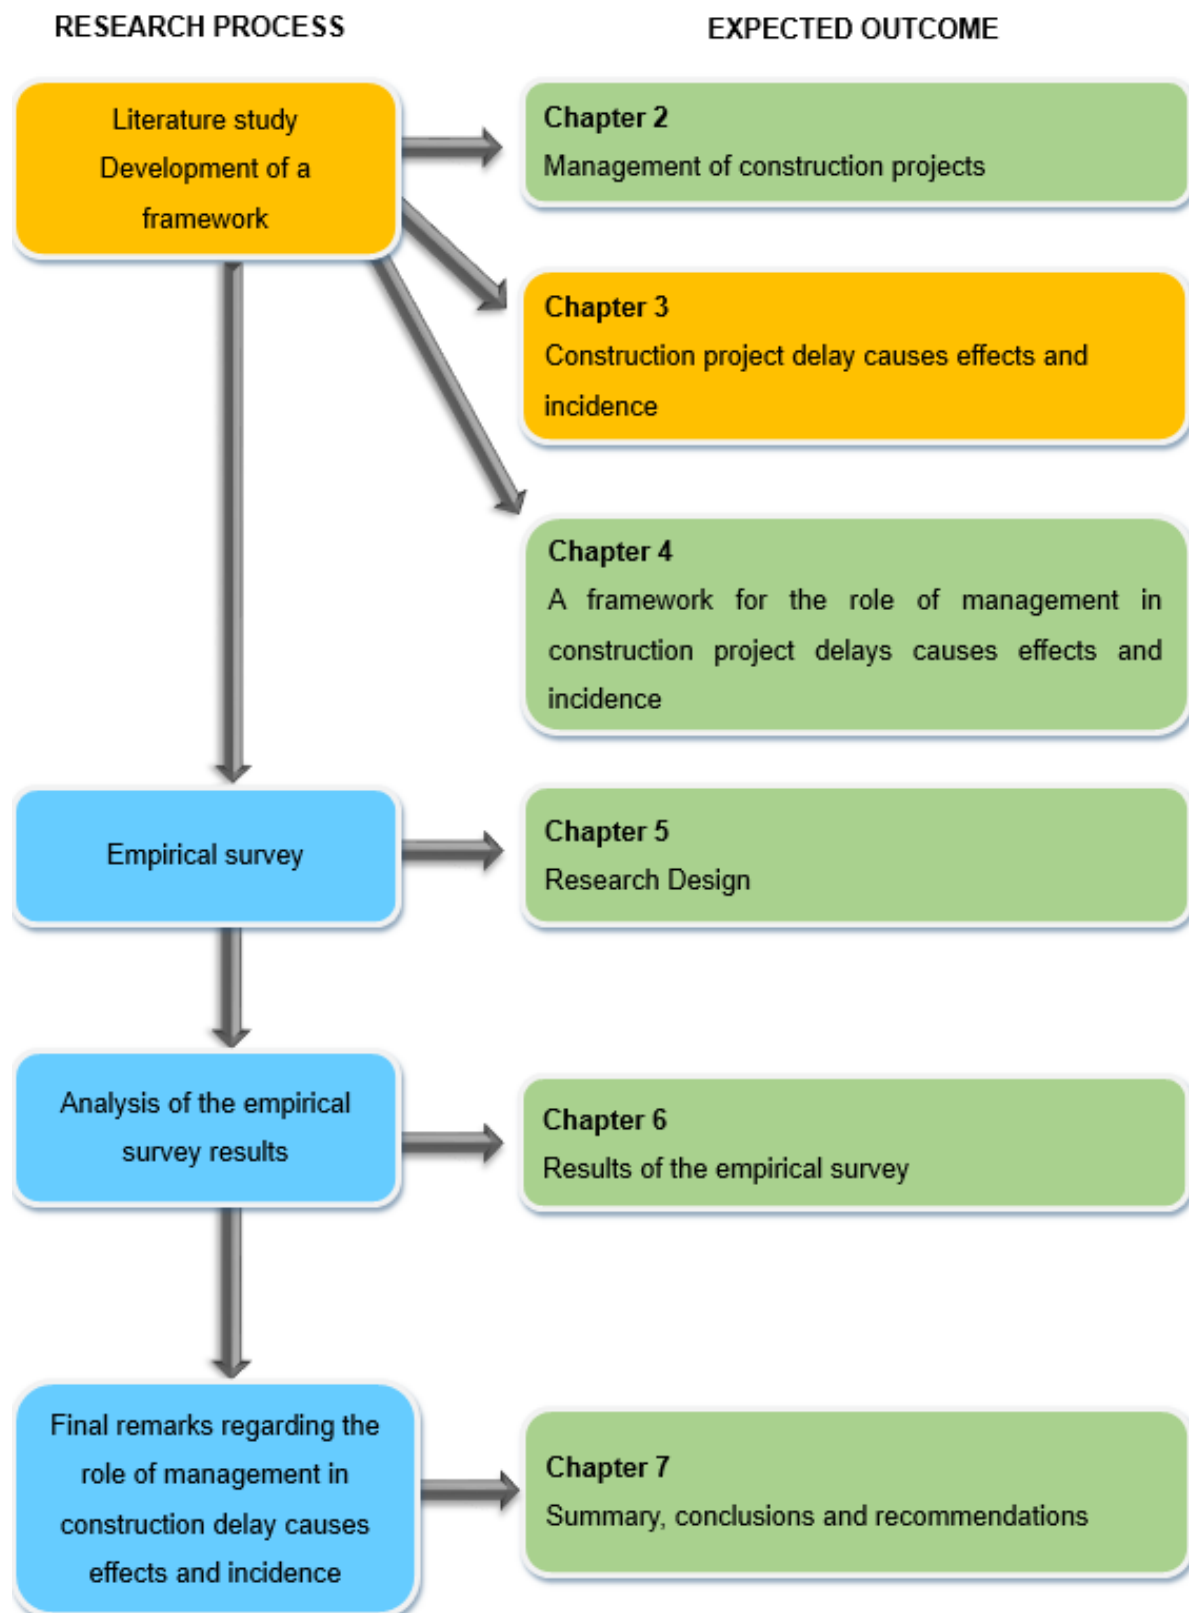 RESEARCH PROCESS
EXPECTED OUTCOME
Literature study
Development of a
framework
Chapter 2
Management of construction projects
Chapter 3
Construction project delay causes effects and
incidence
Chapter 4
A framework for the role of management in
construction project delays causes effects and
incidence
Empirical survey
Chapter 5
Research Design
Analysis of the empirical
survey results
Chapter 6
Results of the empirical survey
Final remarks regarding the
role of management in
construction delay causes
effects and incidence
Chapter 7
Summary, conclusions and recommendations